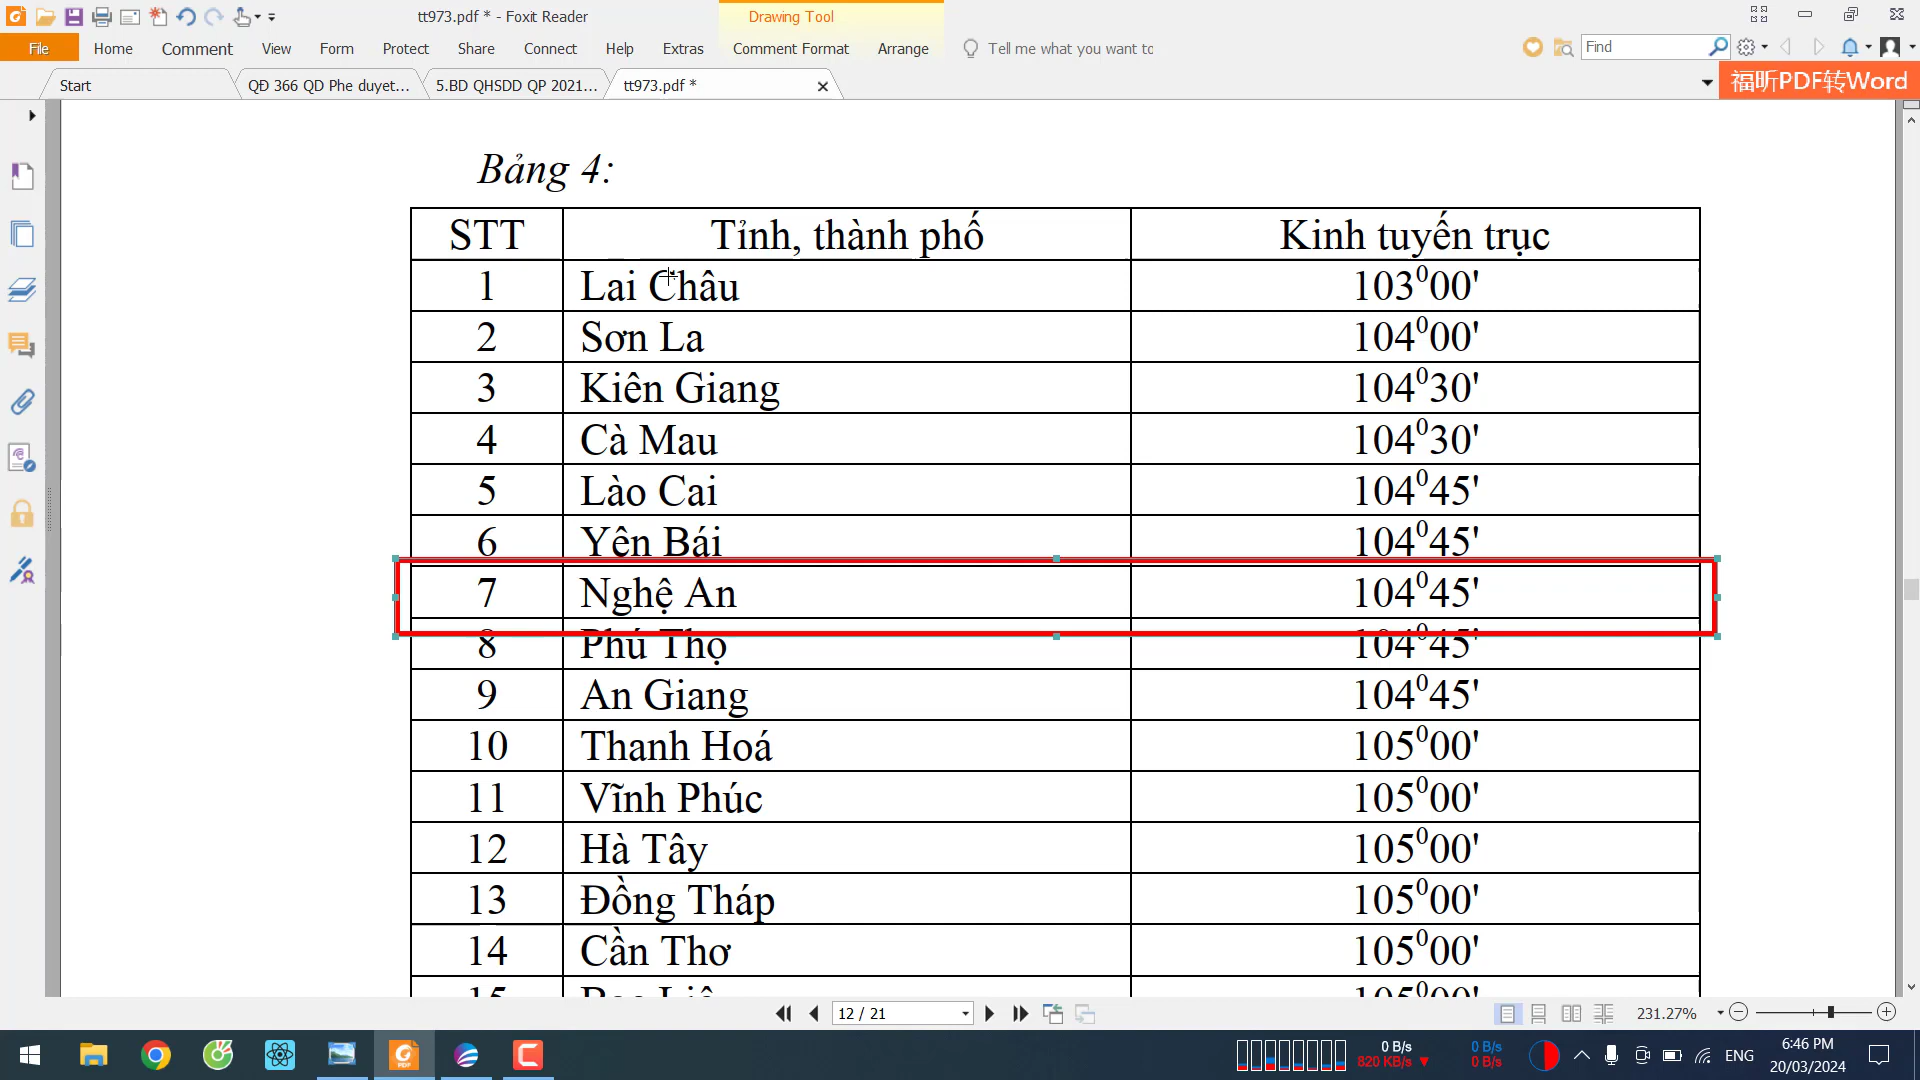 tt973.pdf * - Foxit Reader
Drawing Tool
File Home Comment View Form Protect Share Connect Help Extras Comment Format Arrange Tell me what you want to Find
Start QĐ 366 QD Phe duyet... 5.BD QHSDD QP 2021... tt973.pdf * 福昕PDF转Word
Bảng 4:
STT Tỉnh, thành phố Kinh tuyến trục
1 Lai Châu 103⁰00'
2 Sơn La 104⁰00'
3 Kiên Giang 104⁰30'
4 Cà Mau 104⁰30'
5 Lào Cai 104⁰45'
6 Yên Bái 104⁰45'
7 Nghệ An 104⁰45'
8 Phú Thọ 104⁰45'
9 An Giang 104⁰45'
10 Thanh Hoá 105⁰00'
11 Vĩnh Phúc 105⁰00'
12 Hà Tây 105⁰00'
13 Đồng Tháp 105⁰00'
14 Cần Thơ 105⁰00'
12 / 21 231.27%
0 B/s 0 B/s
820 KB/s 0 B/s
ENG
6:46 PM
20/03/2024